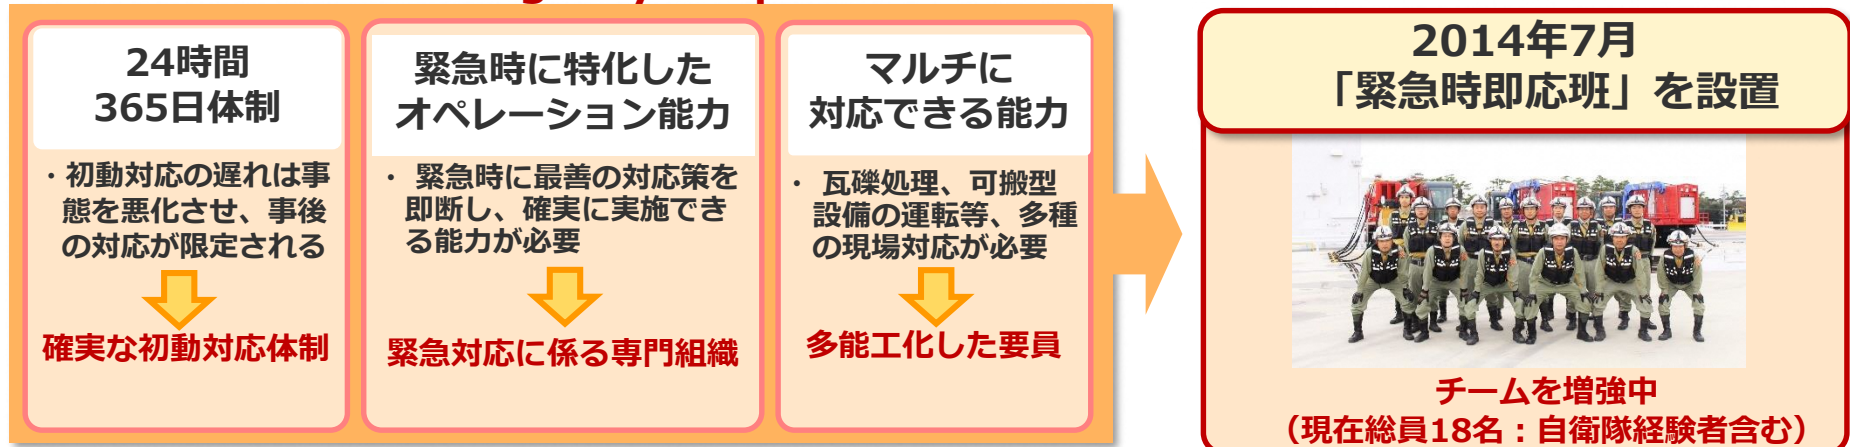 24時間
365日体制
・初動対応の遅れは事
態を悪化させ、事後
の対応が限定される
確実な初動対応体制
緊急時に特化した
オペレーション能力
・ 緊急時に最善の対応策を
即断し、確実に実施でき
る能力が必要
緊急対応に係る専門組織
マルチに
対応できる能力
・ 瓦礫処理、可搬型
設備の運転等、多種
の現場対応が必要
多能工化した要員
2014年7月
「緊急時即応班」を設置
チームを増強中
（現在総員18名：自衛隊経験者含む）